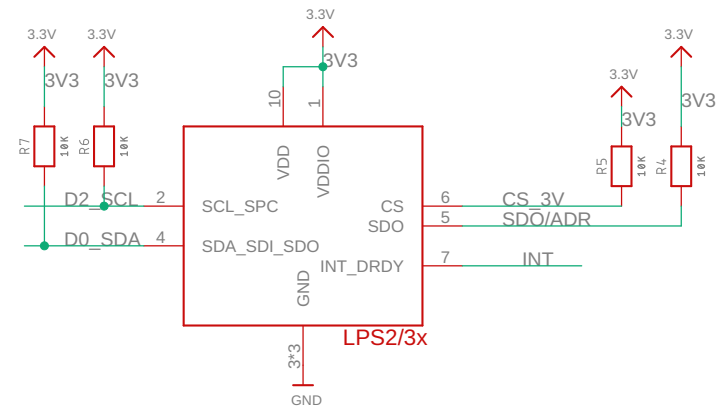 3.3V
3.3V 3.3V 3.3V
3V3
3.3V
3V3 3V3 3V3
3V3
10 1
R7 10K R6 10K R5 10K R4 10K
VDD VDDIO
D2_SCL 2 SCL_SPC CS 6 CS_3V
SDO 5 SDO/ADR
D0_SDA 4 SDA_SDI_SDO
INT_DRDY 7 INT
GND
LPS2/3x
3*3
GND